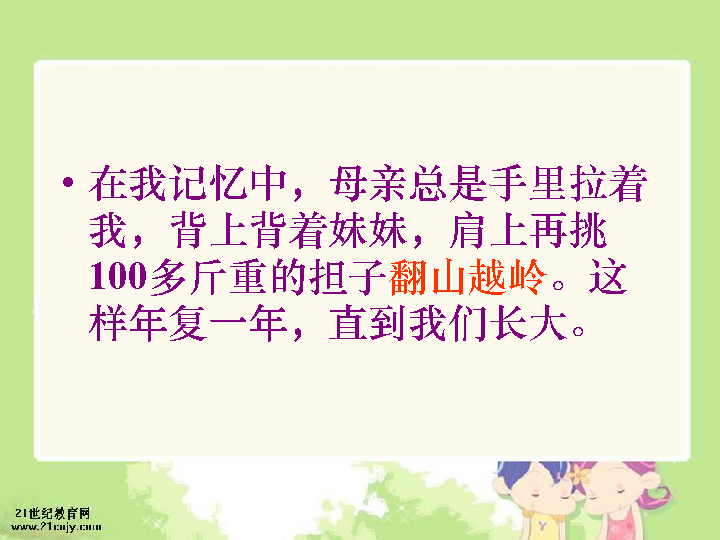 • 在我记忆中，母亲总是手里拉着
我，背上背着妹妹，肩上再挑
100多斤重的担子翻山越岭。这
样年复一年，直到我们长大。
21世纪教育网
www.21cnjy.com